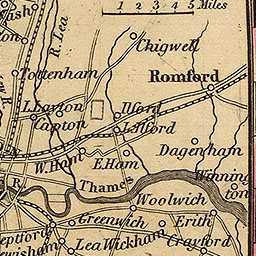 1 2 3 4 5 Miles
R. Lea
Chigwell
Tottenham
Romford
L. Layton
Ilford
Clapton
L. Ilford
Dagenham
W. Ham
E. Ham
Winning
ton
Thames
Woolwich
R
Greenwich
Erith
Deptford
Lewisham
Lea
Wickham
Crayford